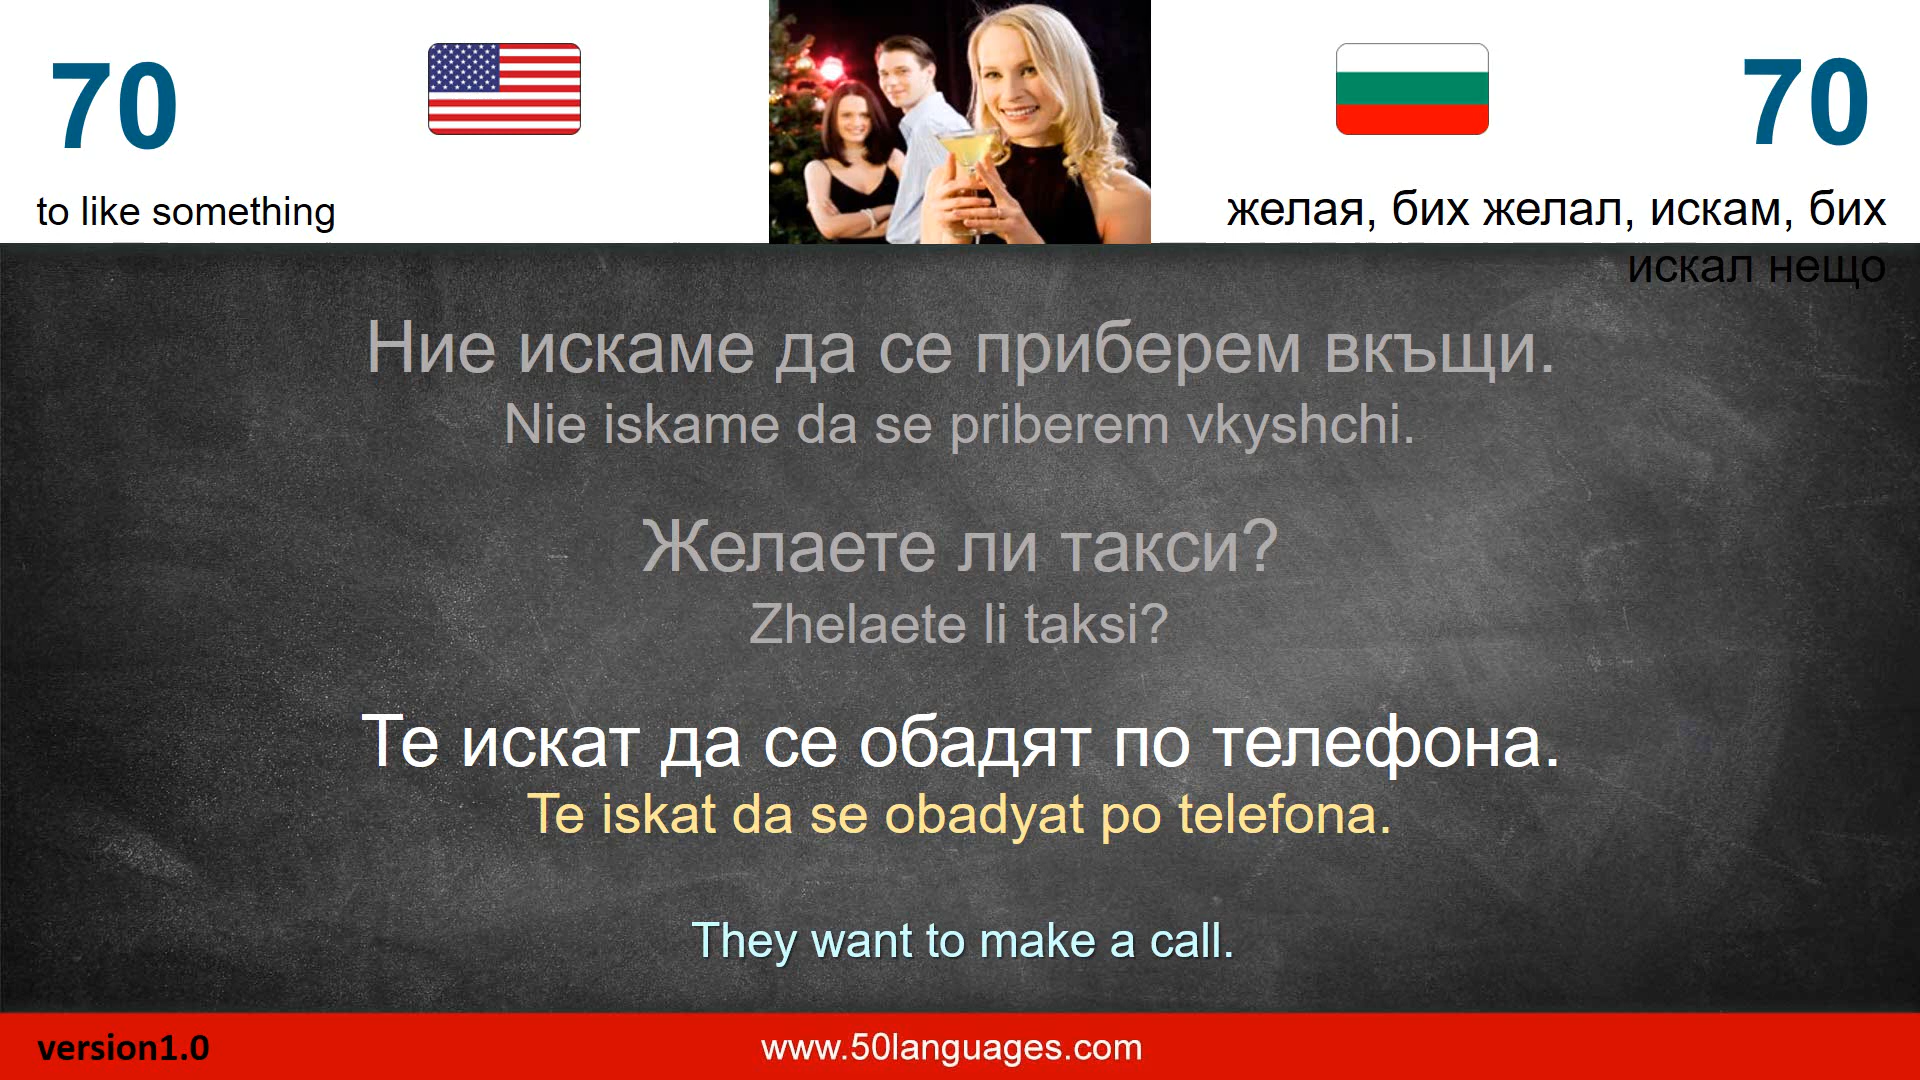 70
70
to like something
желая, бих желал, искам, бих
искал нещо
Ние искаме да се приберем вкъщи.
Nie iskame da se priberem vkyshchi.
Желаете ли такси?
Zhelaete li taksi?
Те искат да се обадят по телефона.
Te iskat da se obadyat po telefona.
They want to make a call.
version1.0
www.50languages.com